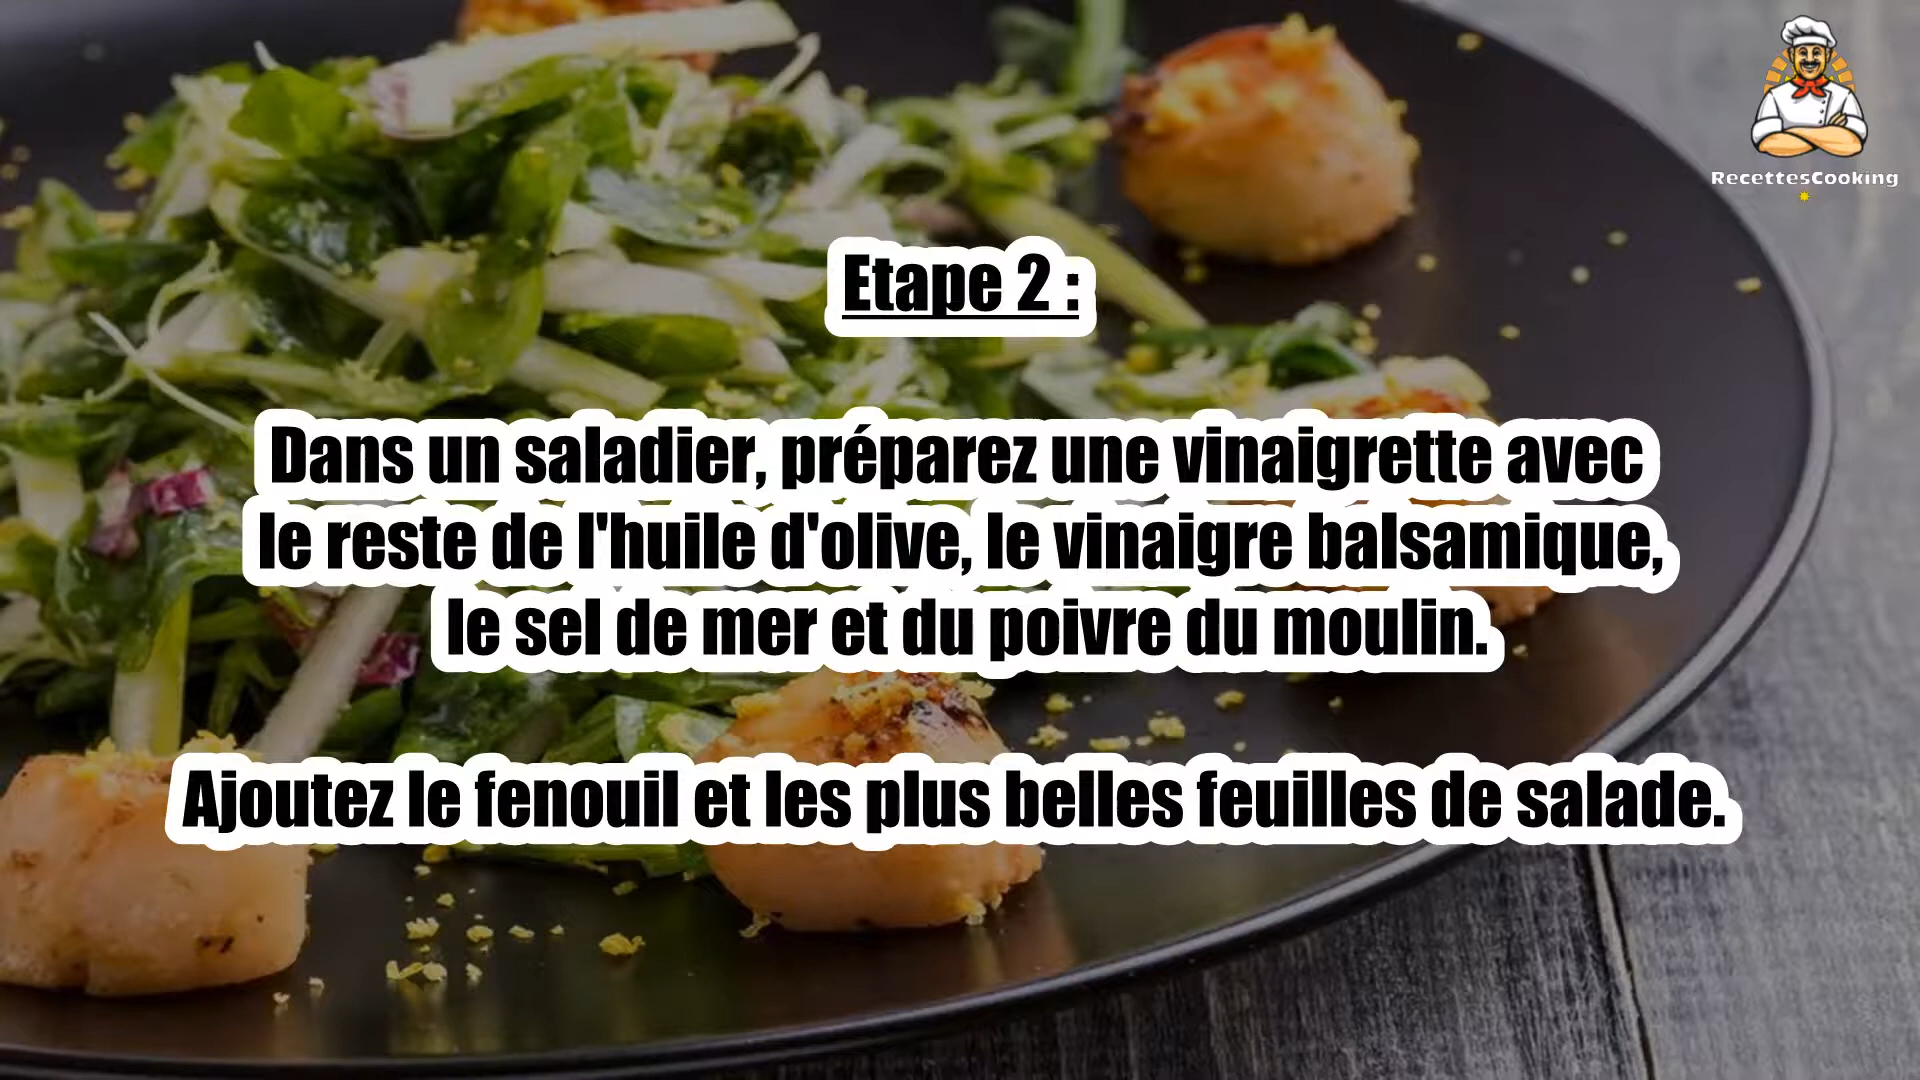 RecettesCooking
Etape 2 :
Dans un saladier, préparez une vinaigrette avec
le reste de l'huile d'olive, le vinaigre balsamique,
le sel de mer et du poivre du moulin.
Ajoutez le fenouil et les plus belles feuilles de salade.